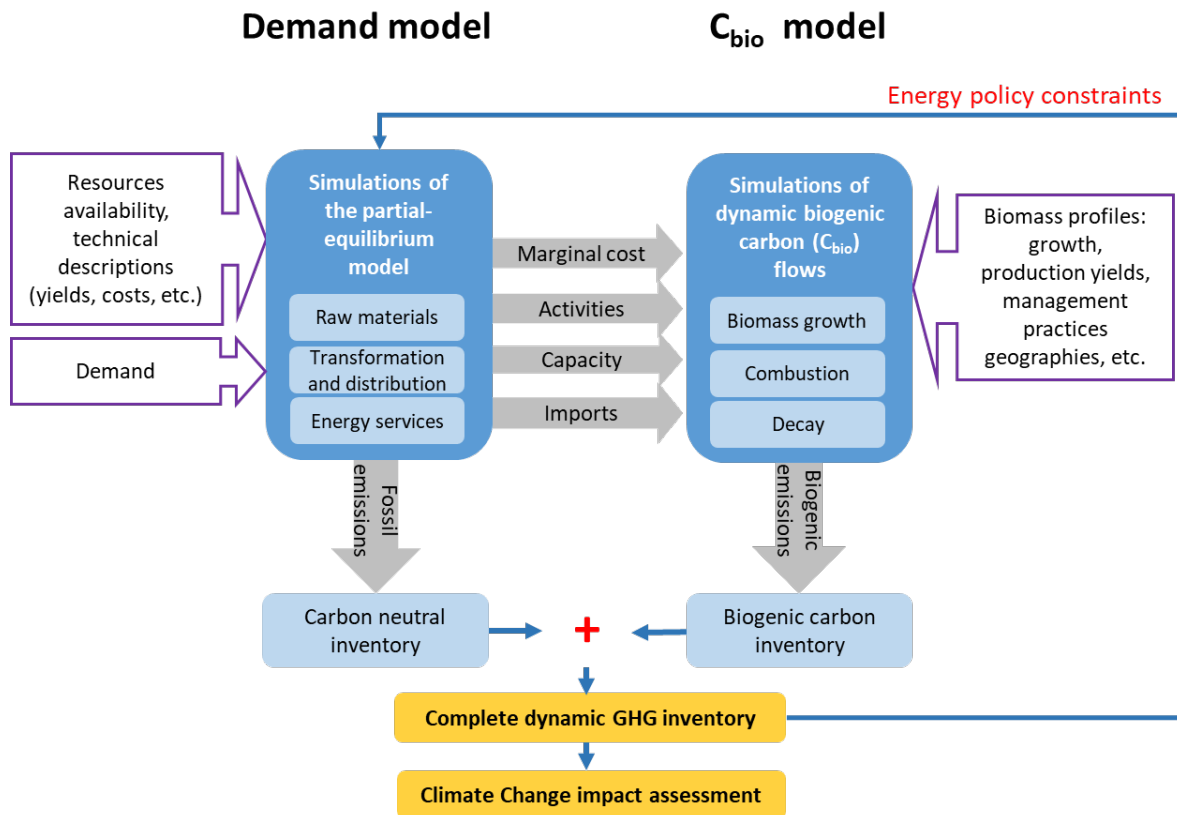 Demand model
Cbio model
Energy policy constraints
Resources
availability,
technical
descriptions
(yields, costs, etc.)
Demand
Simulations of
the partial-
equilibrium
model
Raw materials
Transformation
and distribution
Energy services
Marginal cost
Activities
Capacity
Imports
Simulations of
dynamic biogenic
carbon (Cbio)
flows
Biomass growth
Combustion
Decay
Biomass profiles:
growth,
production yields,
management
practices
geographies, etc.
Fossil
emissions
Biogenic
emissions
Carbon neutral
inventory
+
Biogenic carbon
inventory
Complete dynamic GHG inventory
Climate Change impact assessment